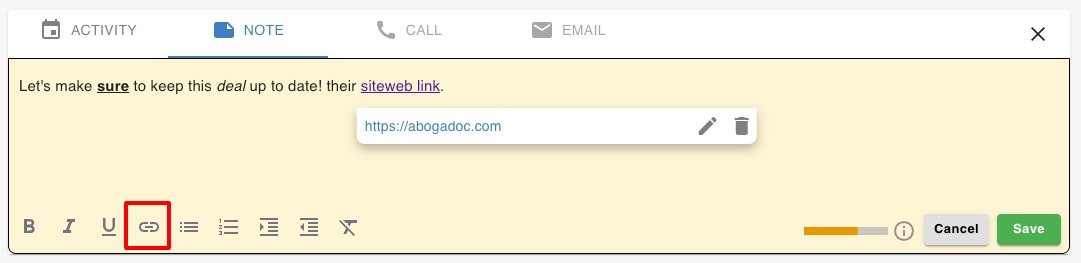 ACTIVITY NOTE CALL EMAIL
Let's make sure to keep this deal up to date! their siteweb link.
https://abogadoc.com
B I U Cancel Save